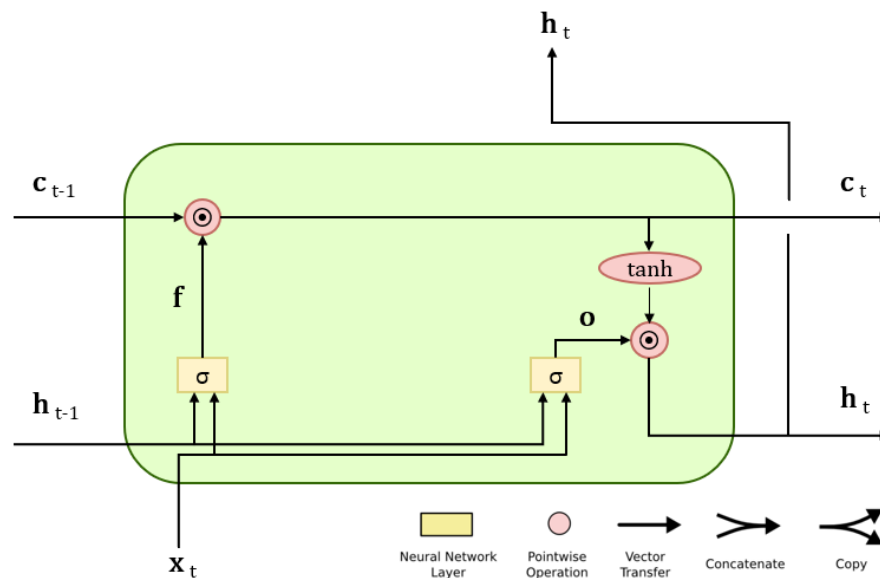 h t
c t-1
c t
tanh
f
o
σ
σ
h t-1
h t
x t
Neural Network
Layer
Pointwise
Operation
Vector
Transfer
Concatenate
Copy